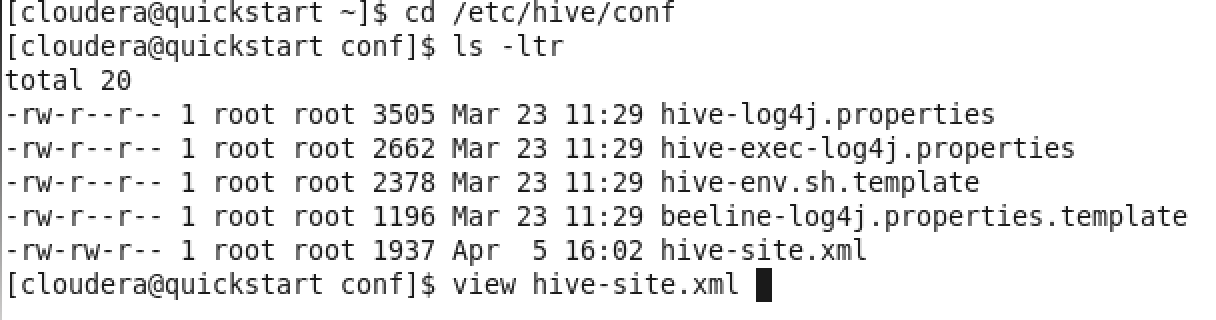 [cloudera@quickstart ~]$ cd /etc/hive/conf
[cloudera@quickstart conf]$ ls -ltr
total 20
-rw-r--r-- 1 root root 3505 Mar 23 11:29 hive-log4j.properties
-rw-r--r-- 1 root root 2662 Mar 23 11:29 hive-exec-log4j.properties
-rw-r--r-- 1 root root 2378 Mar 23 11:29 hive-env.sh.template
-rw-r--r-- 1 root root 1196 Mar 23 11:29 beeline-log4j.properties.template
-rw-rw-r-- 1 root root 1937 Apr  5 16:02 hive-site.xml
[cloudera@quickstart conf]$ view hive-site.xml